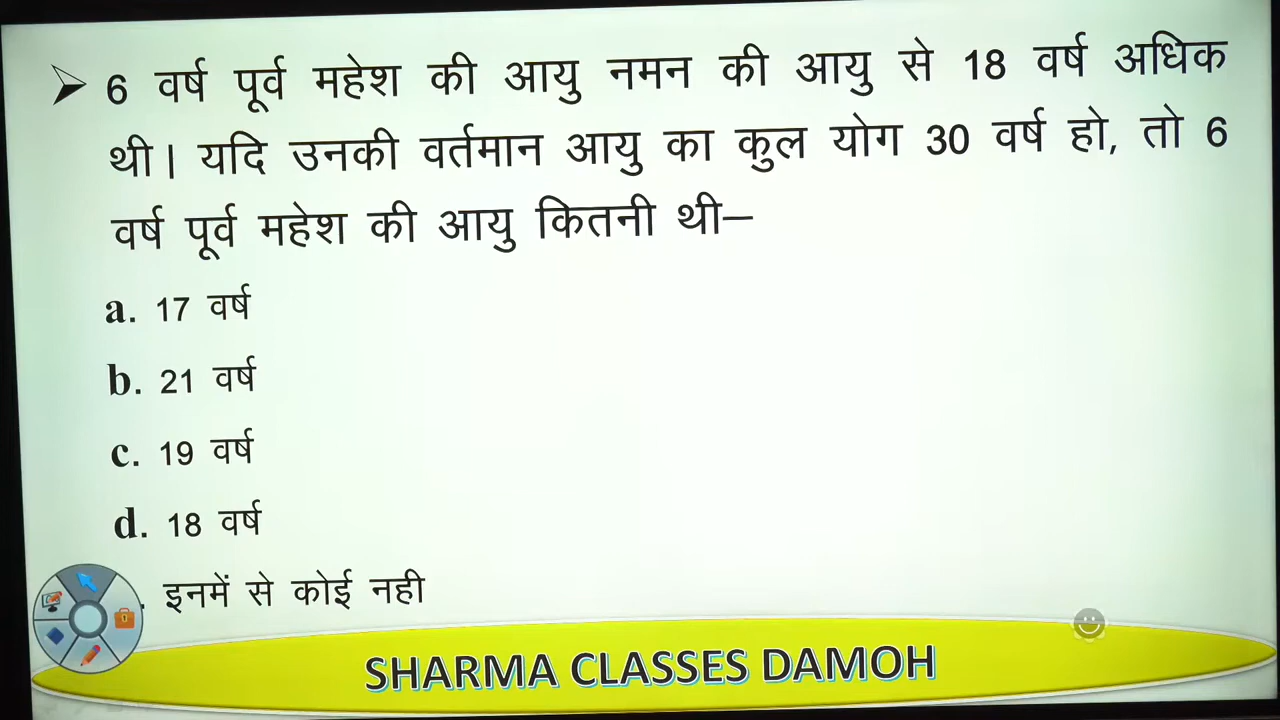 6 वर्ष पूर्व महेश की आयु नमन की आयु से 18 वर्ष अधिक
थी। यदि उनकी वर्तमान आयु का कुल योग 30 वर्ष हो, तो 6
वर्ष पूर्व महेश की आयु कितनी थी–
a. 17 वर्ष
b. 21 वर्ष
c. 19 वर्ष
d. 18 वर्ष
. इनमें से कोई नही
SHARMA CLASSES DAMOH